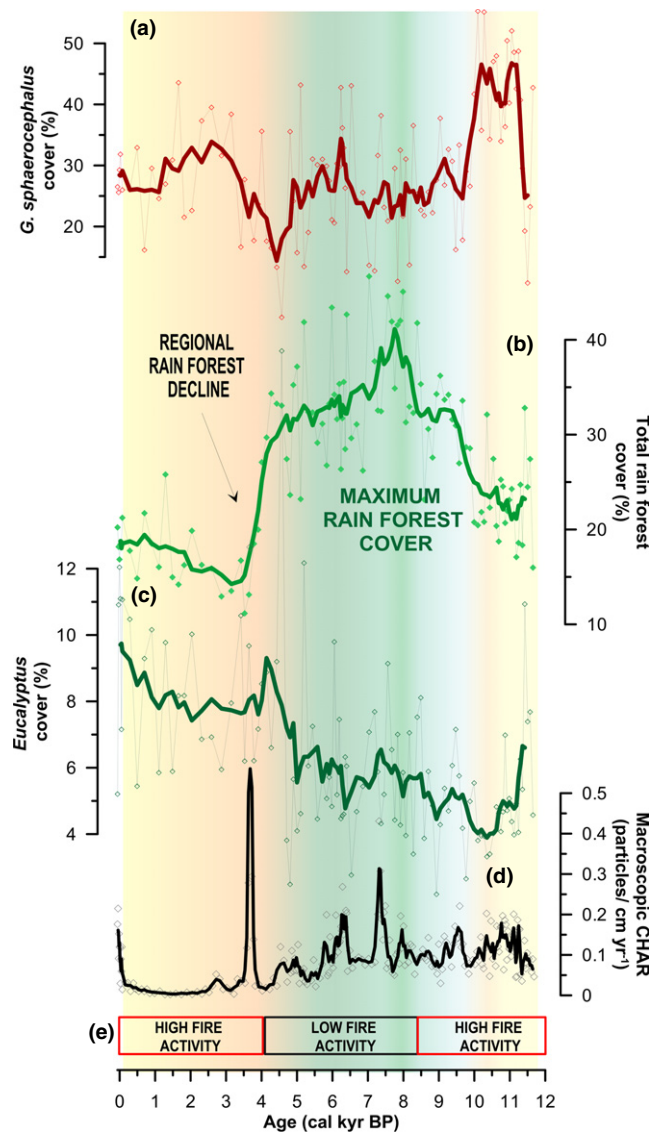 (a)
50
40
30
20
G. sphaerocephalus
cover (%)
REGIONAL
RAIN FOREST
DECLINE
(b)
40
30
20
10
Total rain forest
cover (%)
MAXIMUM
RAIN FOREST
COVER
(c)
12
10
8
6
4
Eucalyptus
cover (%)
(d)
0.5
0.4
0.3
0.2
0.1
0
Macroscopic CHAR
(particles/ cm yr⁻¹)
(e)
HIGH FIRE
ACTIVITY
LOW FIRE
ACTIVITY
HIGH FIRE
ACTIVITY
0 1 2 3 4 5 6 7 8 9 10 11 12
Age (cal kyr BP)